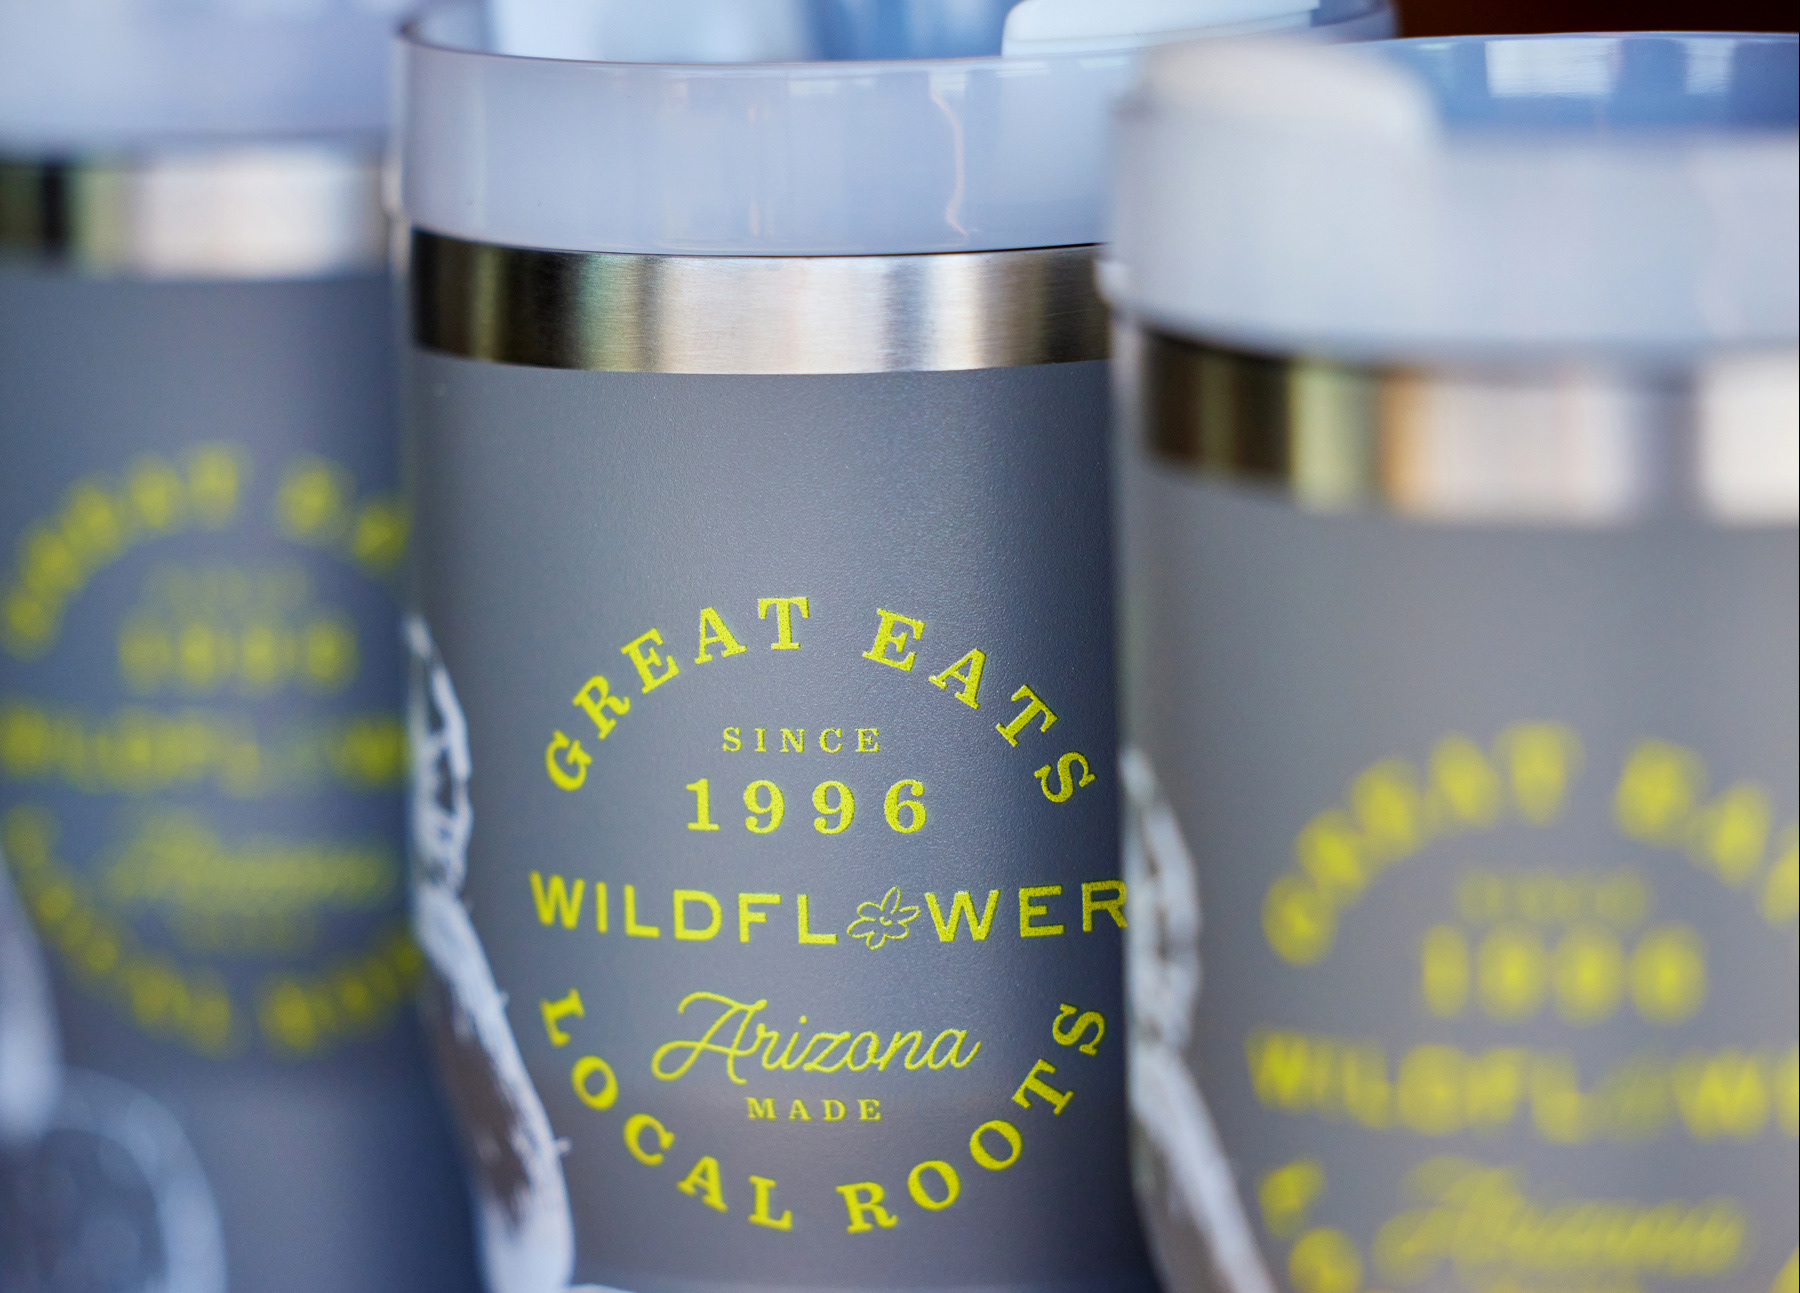 GREAT EATS
SINCE
1996
WILDFLOWER
Arizona
MADE
LOCAL ROOTS